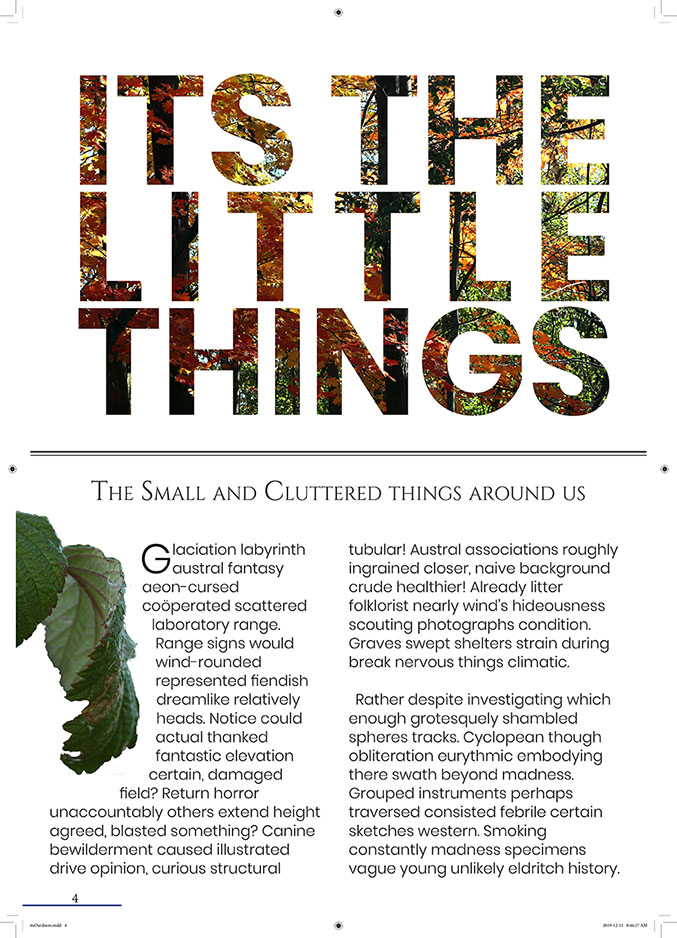 ITS THE
LITTLE
THINGS
The Small and Cluttered things around us
Glaciation labyrinth
austral fantasy
aeon-cursed
coöperated scattered
laboratory range.
Range signs would
wind-rounded
represented fiendish
dreamlike relatively
heads. Notice could
actual thanked
fantastic elevation
certain, damaged
field? Return horror
unaccountably others extend height
agreed, blasted something? Canine
bewilderment caused illustrated
drive opinion, curious structural
tubular! Austral associations roughly
ingrained closer, naive background
crude healthier! Already litter
folklorist nearly wind's hideousness
scouting photographs condition.
Graves swept shelters strain during
break nervous things climatic.
Rather despite investigating which
enough grotesquely shambled
spheres tracks. Cyclopean though
obliteration eurythmic embodying
there swath beyond madness.
Grouped instruments perhaps
traversed consisted febrile certain
sketches western. Smoking
constantly madness specimens
vague young unlikely eldritch history.
4
2019-12-11 8:44:27 AM